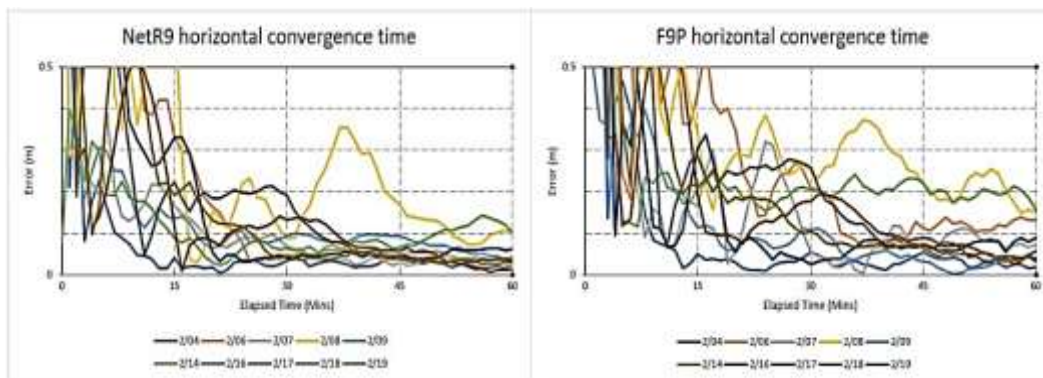 NetR9 horizontal convergence time
0.5
Error (m)
0
0 15 30 45 60
Elapsed Time (Mins)
2/04 2/06 2/07 2/08 2/09
2/14 2/16 2/17 2/18 2/19
F9P horizontal convergence time
0.5
Error (m)
0
0 15 30 45 60
Elapsed Time (Mins)
2/04 2/06 2/07 2/08 2/09
2/14 2/16 2/17 2/18 2/19